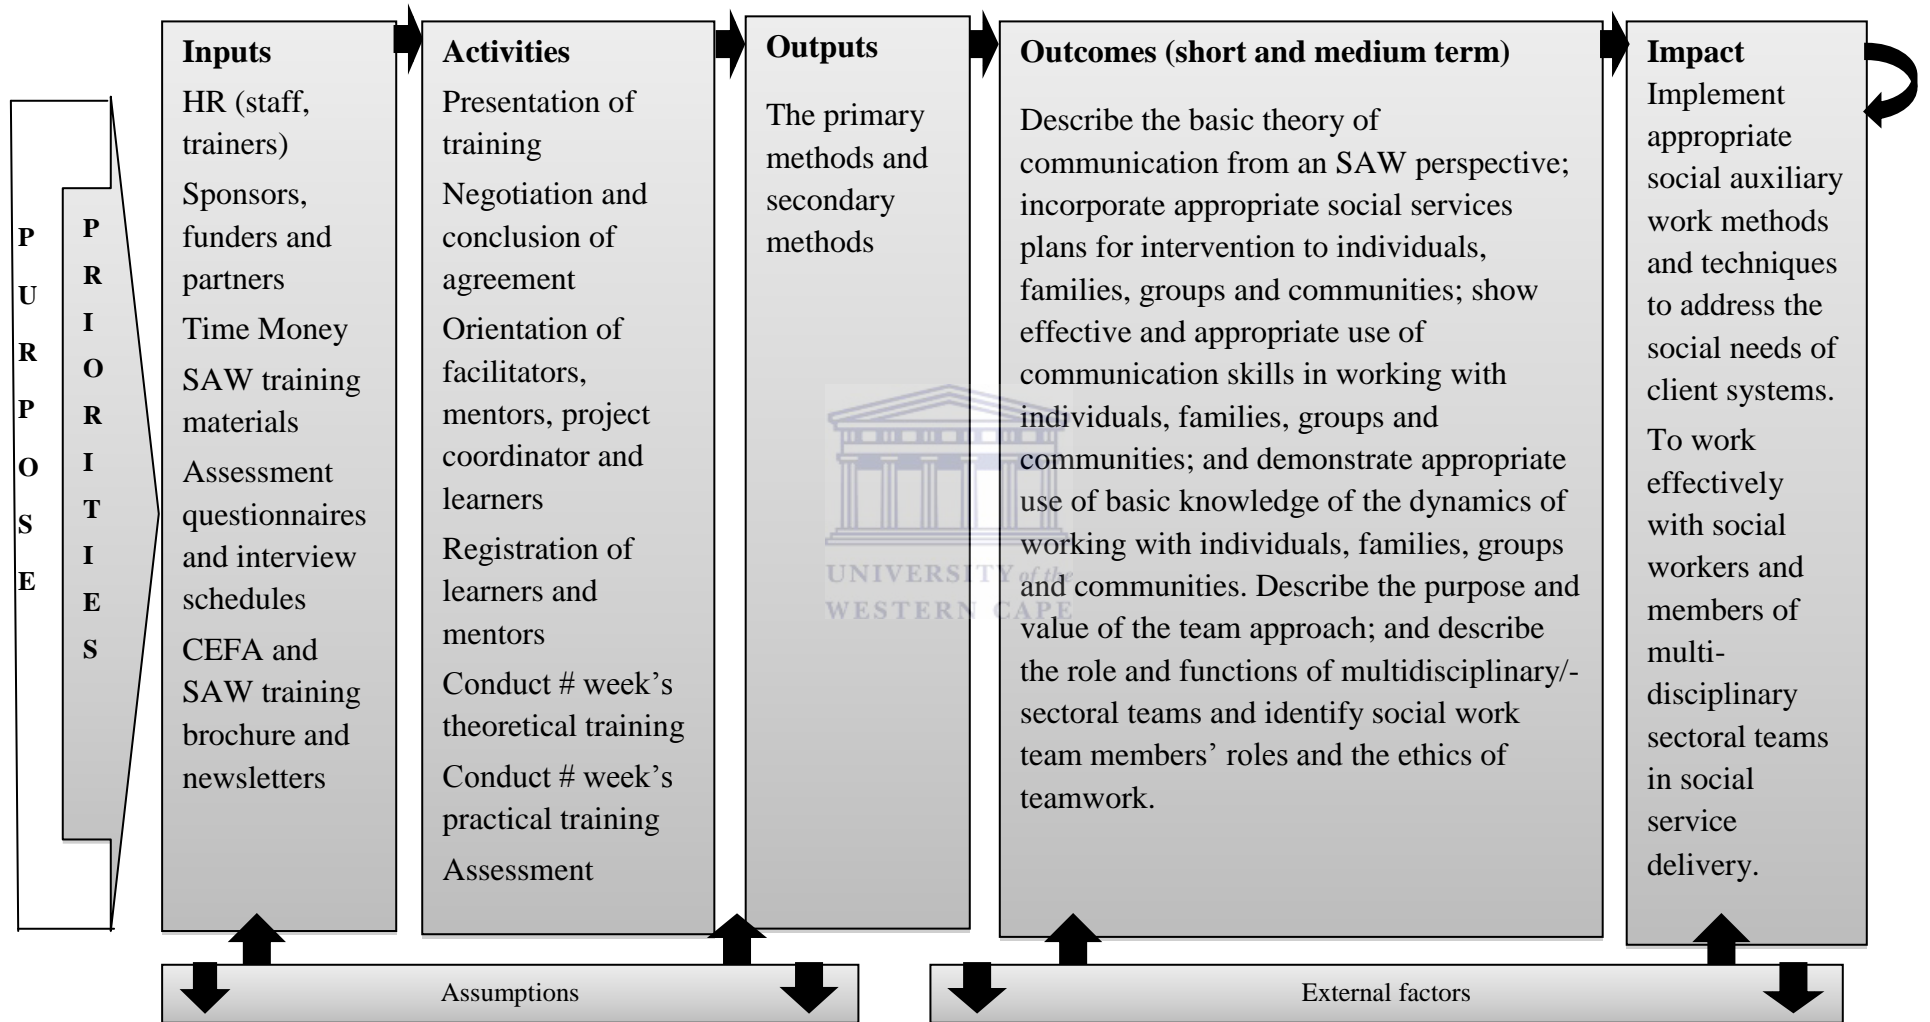 PURPOSE
PRIORITIES
Inputs
HR (staff,
trainers)
Sponsors,
funders and
partners
Time Money
SAW training
materials
Assessment
questionnaires
and interview
schedules
CEFA and
SAW training
brochure and
newsletters
Activities
Presentation of
training
Negotiation and
conclusion of
agreement
Orientation of
facilitators,
mentors, project
coordinator and
learners
Registration of
learners and
mentors
Conduct # week’s
theoretical training
Conduct # week’s
practical training
Assessment
Outputs
The primary
methods and
secondary
methods
Outcomes (short and medium term)
Describe the basic theory of
communication from an SAW perspective;
incorporate appropriate social services
plans for intervention to individuals,
families, groups and communities; show
effective and appropriate use of
communication skills in working with
individuals, families, groups and
communities; and demonstrate appropriate
use of basic knowledge of the dynamics of
working with individuals, families, groups
and communities. Describe the purpose and
value of the team approach; and describe
the role and functions of multidisciplinary/-
sectoral teams and identify social work
team members’ roles and the ethics of
teamwork.
Impact
Implement
appropriate
social auxiliary
work methods
and techniques
to address the
social needs of
client systems.
To work
effectively
with social
workers and
members of
multi-
disciplinary
sectoral teams
in social
service
delivery.
UNIVERSITY of the
WESTERN CAPE
Assumptions
External factors